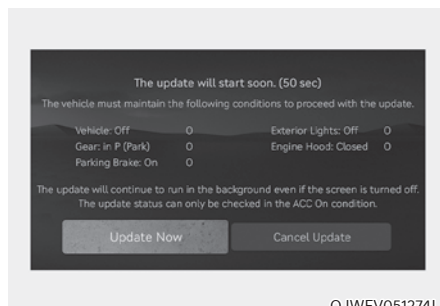 The update will start soon. (50 sec)
The vehicle must maintain the following conditions to proceed with the update.
Vehicle: Off O Exterior Lights: Off O
Gear: in P (Park) O Engine Hood: Closed O
Parking Brake: On O
The update will continue to run in the background even if the screen is turned off.
The update status can only be checked in the ACC On condition.
Update Now Cancel Update